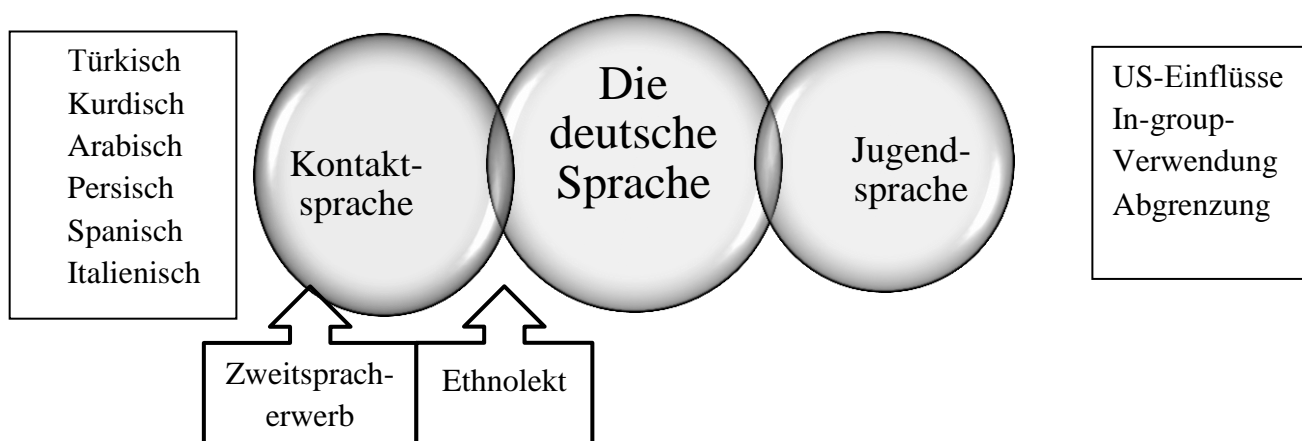 Türkisch
Kurdisch
Arabisch
Persisch
Spanisch
Italienisch
Kontakt-
sprache
Die
deutsche
Sprache
Jugend-
sprache
US-Einflüsse
In-group-
Verwendung
Abgrenzung
Zweitsprach-
erwerb
Ethnolekt